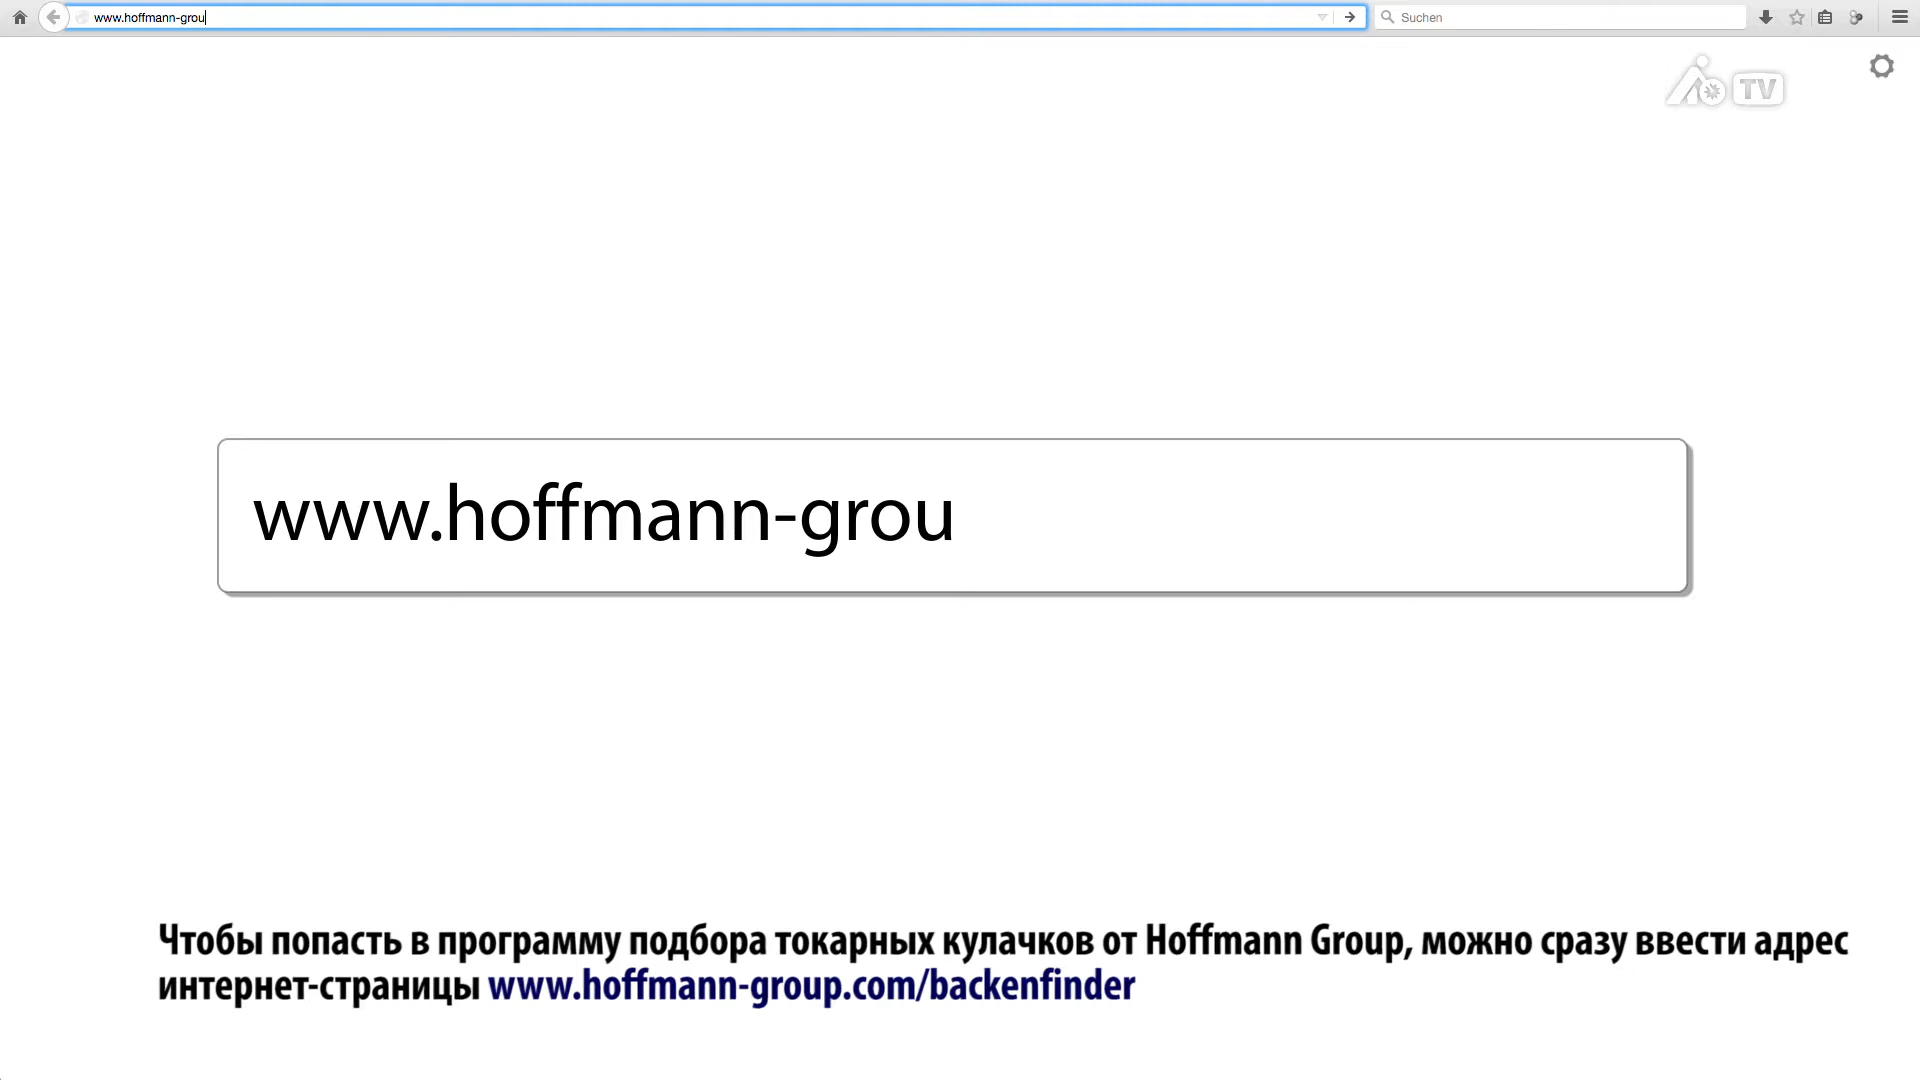 www.hoffmann-grou
Suchen
TV
www.hoffmann-grou
Чтобы попасть в программу подбора токарных кулачков от Hoffmann Group, можно сразу ввести адрес
интернет-страницы www.hoffmann-group.com/backenfinder